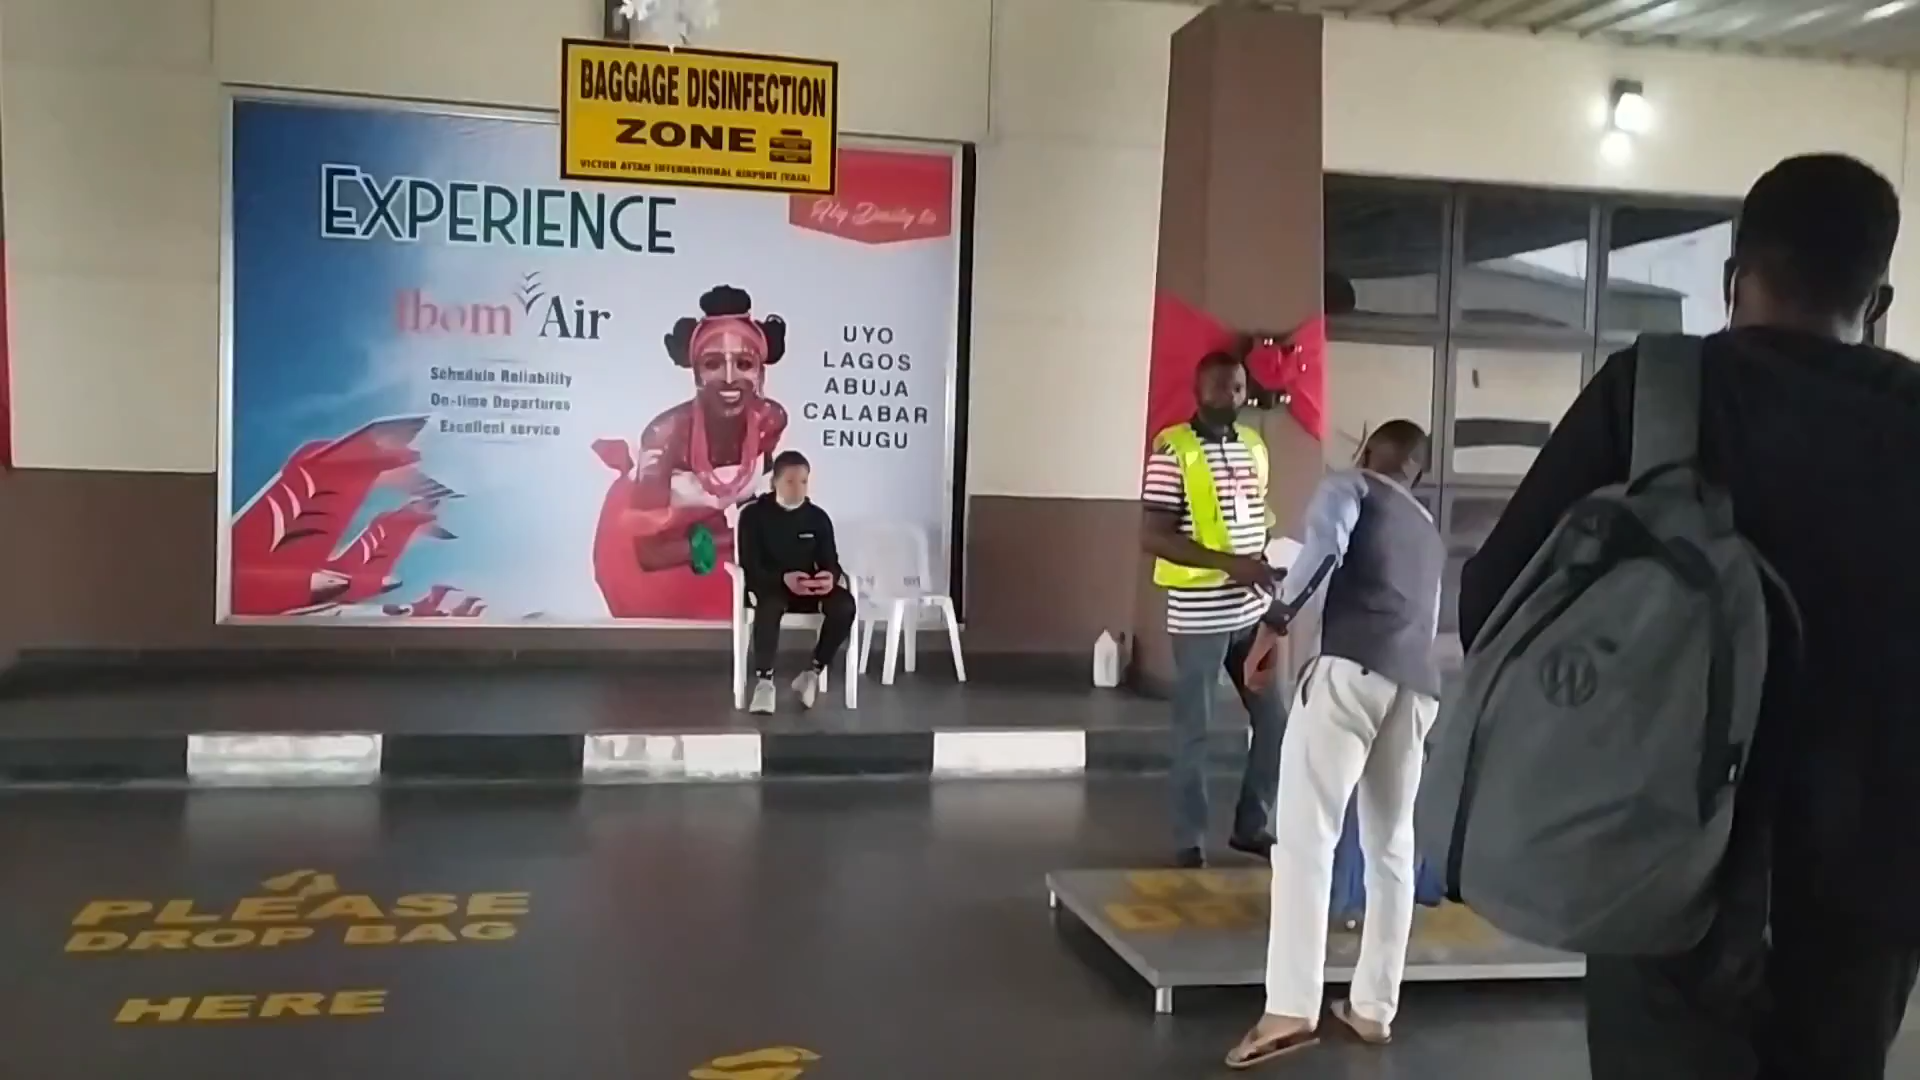 BAGGAGE DISINFECTION
ZONE
VICTOR ATTAH INTERNATIONAL AIRPORT (VAIA)
EXPERIENCE
Fly Daily to
Ibom Air
Schedule Reliability
On-time Departures
Excellent service
UYO
LAGOS
ABUJA
CALABAR
ENUGU
PLEASE
DROP BAG
HERE